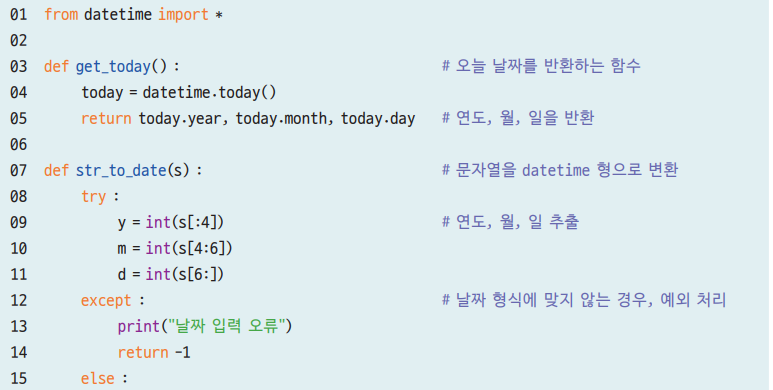 01 from datetime import *
02
03 def get_today() : # 오늘 날짜를 반환하는 함수
04 today = datetime.today()
05 return today.year, today.month, today.day # 연도, 월, 일을 반환
06
07 def str_to_date(s) : # 문자열을 datetime 형으로 변환
08 try :
09 y = int(s[:4]) # 연도, 월, 일 추출
10 m = int(s[4:6])
11 d = int(s[6:])
12 except : # 날짜 형식에 맞지 않는 경우, 예외 처리
13 print("날짜 입력 오류")
14 return -1
15 else :